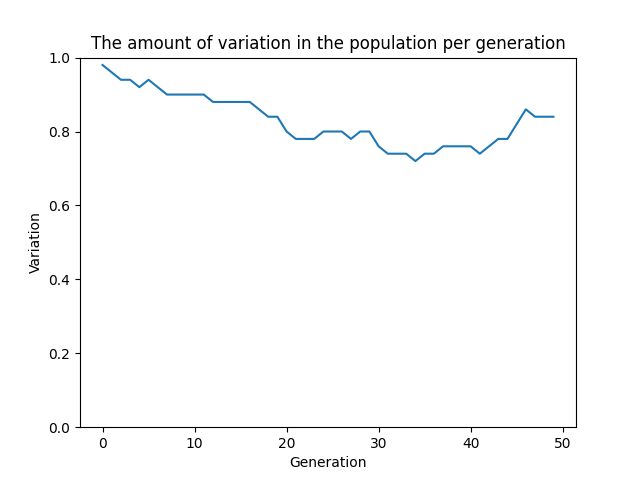 The amount of variation in the population per generation
1.0
0.8
0.6
0.4
0.2
0.0
Variation
0 10 20 30 40 50
Generation